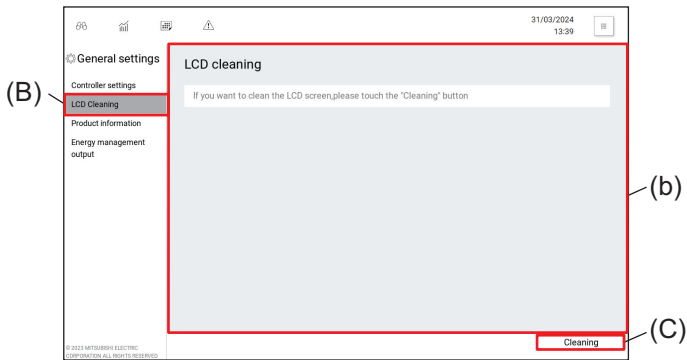 31/03/2024
13:39
General settings
Controller settings
LCD Cleaning
Product information
Energy management
output
© 2023 MITSUBISHI ELECTRIC
CORPORATION ALL RIGHTS RESERVED
LCD cleaning
If you want to clean the LCD screen,please touch the "Cleaning" button
Cleaning
(B)
(b)
(C)